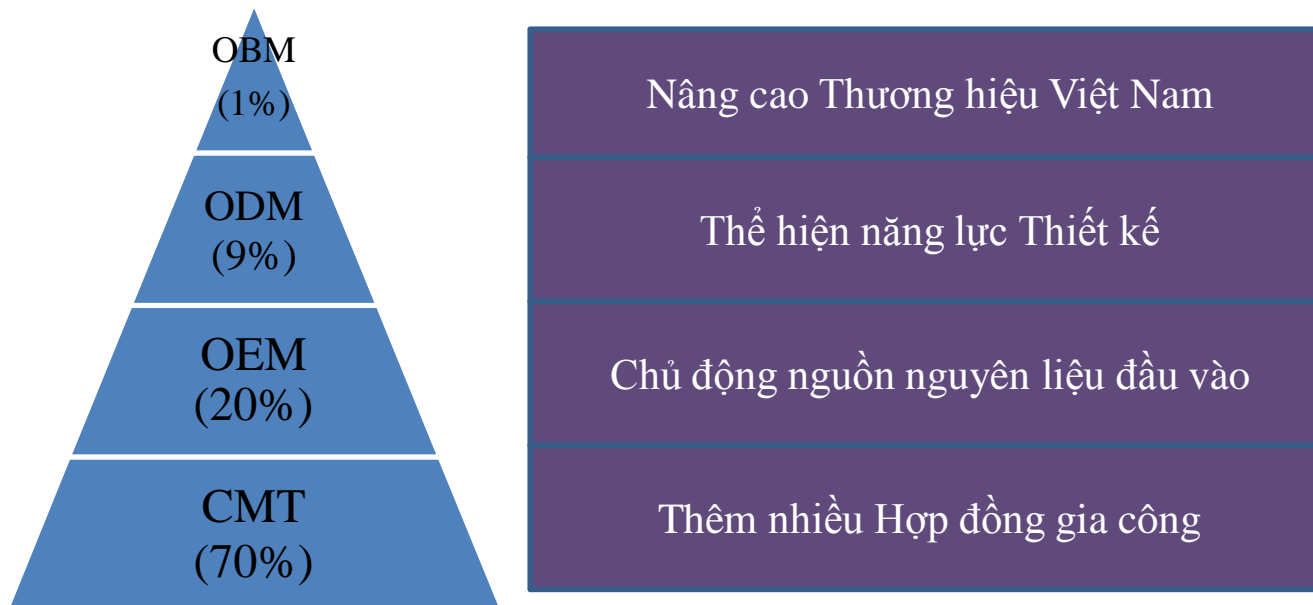 OBM
(1%)
Nâng cao Thương hiệu Việt Nam
ODM
(9%)
Thể hiện năng lực Thiết kế
OEM
(20%)
Chủ động nguồn nguyên liệu đầu vào
CMT
(70%)
Thêm nhiều Hợp đồng gia công